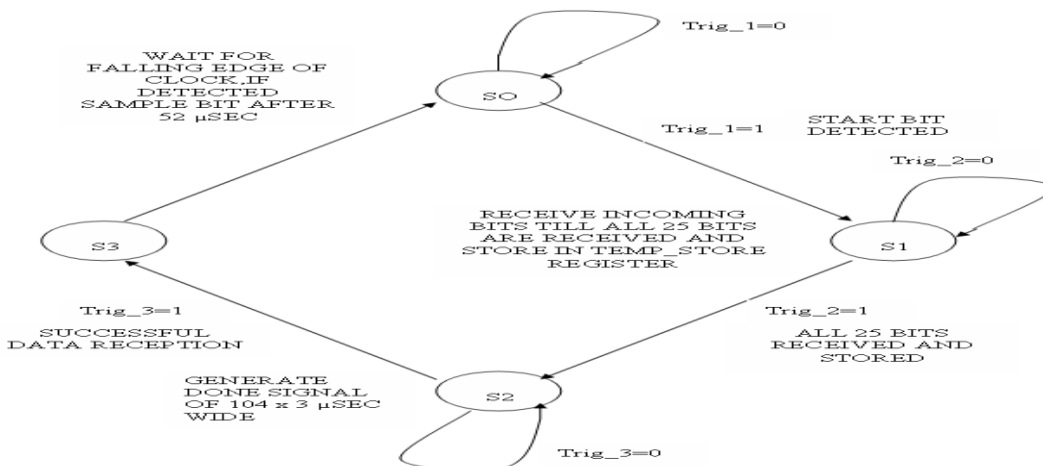 Trig_1=0
WAIT FOR
FALLING EDGE OF
CLOCK,IF
DETECTED
SAMPLE BIT AFTER
52 µSEC
SO
Trig_1=1
START BIT
DETECTED
Trig_2=0
RECEIVE INCOMING
BITS TILL ALL 25 BITS
ARE RECEIVED AND
STORE IN TEMP_STORE
REGISTER
S3
S1
Trig_3=1
SUCCESSFUL
DATA RECEPTION
Trig_2=1
ALL 25 BITS
RECEIVED AND
STORED
GENERATE
DONE SIGNAL
OF 104 x 3 µSEC
WIDE
S2
Trig_3=0